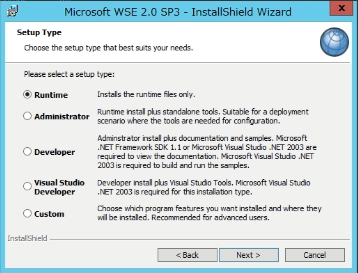 Microsoft WSE 2.0 SP3 - InstallShield Wizard
Setup Type
Choose the setup type that best suits your needs.
Please select a setup type:
Runtime
Installs the runtime files only.
Administrator
Runtime install plus standalone tools. Suitable for a deployment
scenario where the tools are needed for configuration.
Developer
Adminstrator install plus documentation and samples. Microsoft
.NET Framework SDK 1.1 or Microsoft Visual Studio .NET 2003 are
required to view the documentation. Microsoft Visual Studio .NET
2003 is required to build and run the samples.
Visual Studio
Developer
Developer install plus Visual Studio Tools. Microsoft Visual Studio
.NET 2003 is required for this installation type.
Custom
Choose which program features you want installed and where they
will be installed. Recommended for advanced users.
InstallShield
< Back
Next >
Cancel